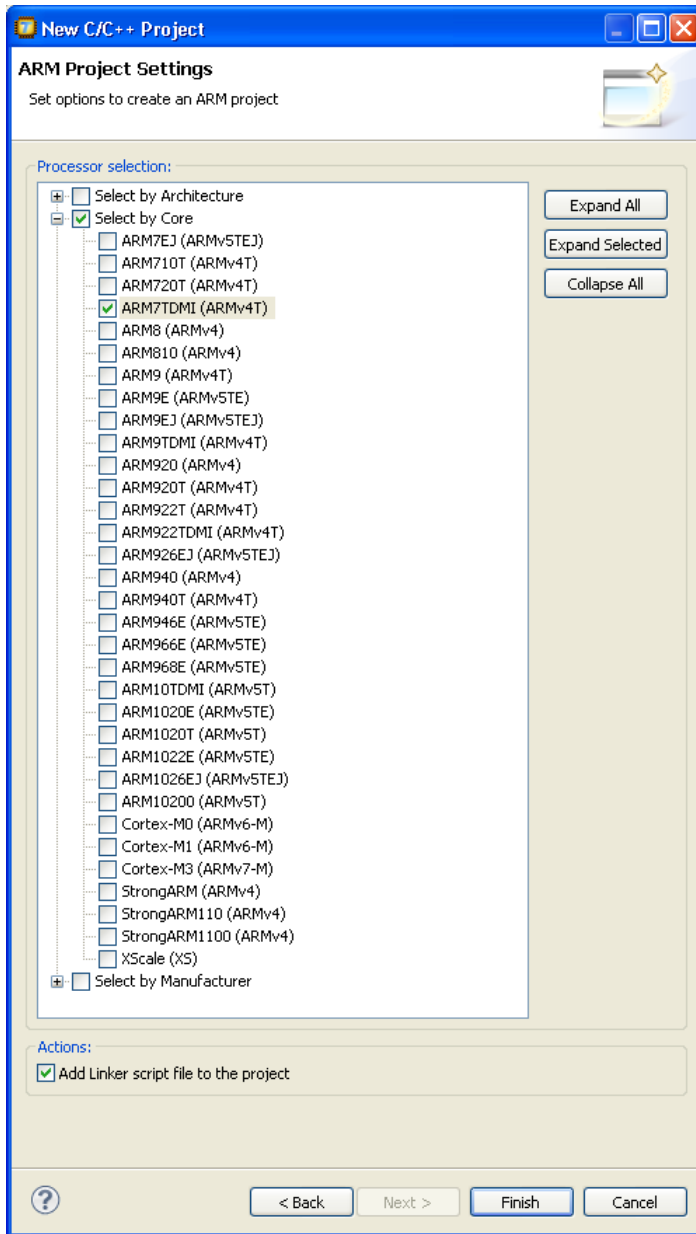 New C/C++ Project
ARM Project Settings
Set options to create an ARM project
Processor selection:
Select by Architecture
Select by Core
ARM7EJ (ARMv5TEJ)
ARM710T (ARMv4T)
ARM720T (ARMv4T)
ARM7TDMI (ARMv4T)
ARM8 (ARMv4)
ARM810 (ARMv4)
ARM9 (ARMv4T)
ARM9E (ARMv5TE)
ARM9EJ (ARMv5TEJ)
ARM9TDMI (ARMv4T)
ARM920 (ARMv4)
ARM920T (ARMv4T)
ARM922T (ARMv4T)
ARM922TDMI (ARMv4T)
ARM926EJ (ARMv5TEJ)
ARM940 (ARMv4)
ARM940T (ARMv4T)
ARM946E (ARMv5TE)
ARM966E (ARMv5TE)
ARM968E (ARMv5TE)
ARM10TDMI (ARMv5T)
ARM1020E (ARMv5TE)
ARM1020T (ARMv5T)
ARM1022E (ARMv5TE)
ARM1026EJ (ARMv5TEJ)
ARM10200 (ARMv5T)
Cortex-M0 (ARMv6-M)
Cortex-M1 (ARMv6-M)
Cortex-M3 (ARMv7-M)
StrongARM (ARMv4)
StrongARM110 (ARMv4)
StrongARM1100 (ARMv4)
XScale (XS)
Select by Manufacturer
Expand All
Expand Selected
Collapse All
Actions:
Add Linker script file to the project
? < Back Next > Finish Cancel